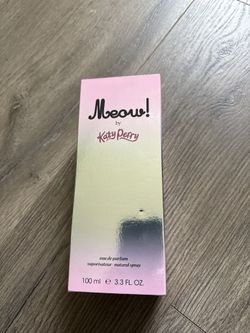 Meow!
by
Katy Perry
eau de parfum
vaporisateur natural spray
100 ml e 3.3 FL. OZ.